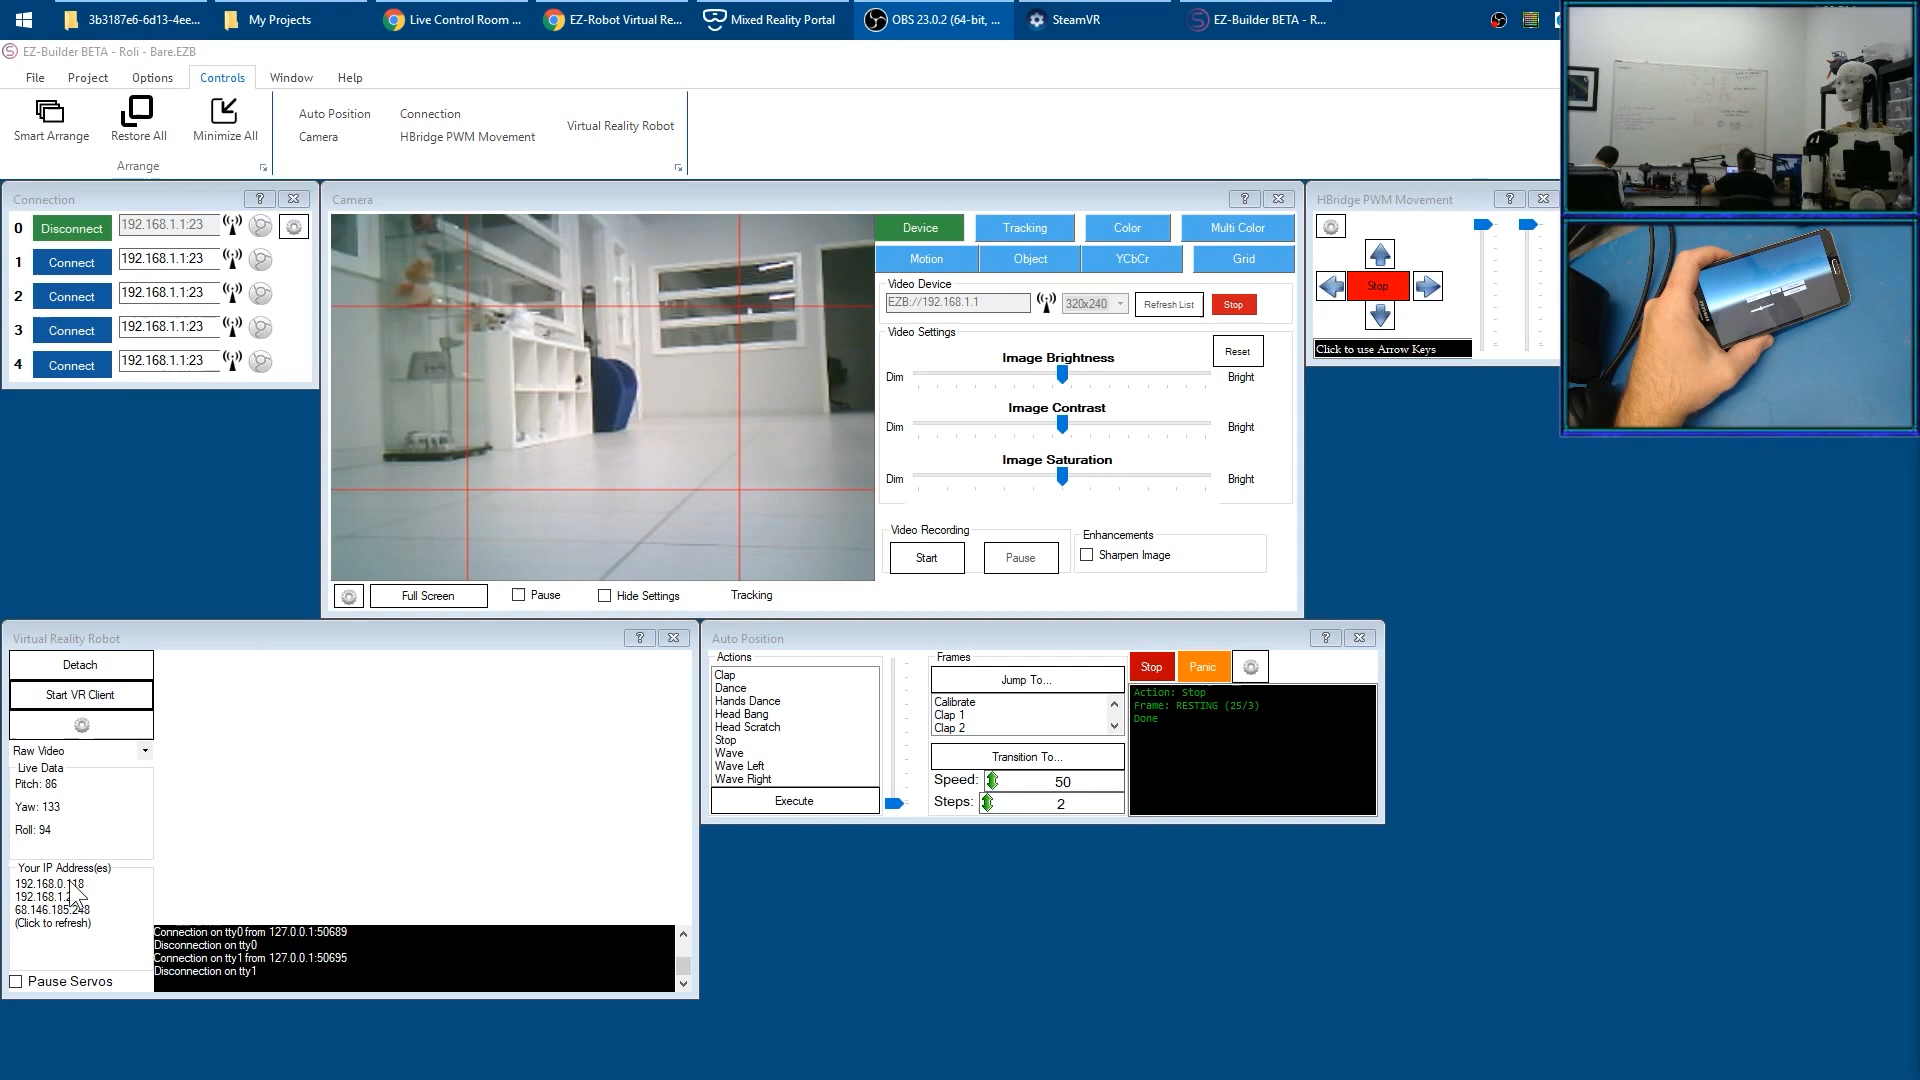 3b3187e6-6d13-4ee...
My Projects
Live Control Room ...
EZ-Robot Virtual Re...
Mixed Reality Portal
OBS 23.0.2 (64-bit, ...
SteamVR
EZ-Builder BETA - R...
EZ-Builder BETA - Roli - Bare.EZB
File
Project
Options
Controls
Window
Help
Smart Arrange
Restore All
Minimize All
Arrange
Auto Position
Connection
Camera
HBridge PWM Movement
Virtual Reality Robot
Connection
?
0 Disconnect 192.168.1.1:23
1 Connect 192.168.1.1:23
2 Connect 192.168.1.1:23
3 Connect 192.168.1.1:23
4 Connect 192.168.1.1:23
Camera
?
Device
Tracking
Color
Multi Color
Motion
Object
YCbCr
Grid
Video Device
EZB://192.168.1.1
320x240
Refresh List
Stop
Video Settings
Reset
Image Brightness
Dim
Bright
Image Contrast
Dim
Bright
Image Saturation
Dim
Bright
Video Recording
Start
Pause
Enhancements
Sharpen Image
Full Screen
Pause
Hide Settings
Tracking
HBridge PWM Movement
?
Stop
Click to use Arrow Keys
Virtual Reality Robot
?
Detach
Start VR Client
Raw Video
Live Data
Pitch: 86
Yaw: 133
Roll: 94
Your IP Address(es)
192.168.0.118
192.168.1.2
68.146.185.248
(Click to refresh)
Pause Servos
Connection on tty0 from 127.0.0.1:50689
Disconnection on tty0
Connection on tty1 from 127.0.0.1:50695
Disconnection on tty1
Auto Position
?
Actions
Clap
Dance
Hands Dance
Head Bang
Head Scratch
Stop
Wave
Wave Left
Wave Right
Execute
Frames
Jump To...
Calibrate
Clap 1
Clap 2
Transition To...
Speed: 50
Steps: 2
Stop
Panic
Action: Stop
Frame: RESTING (25/3)
Done